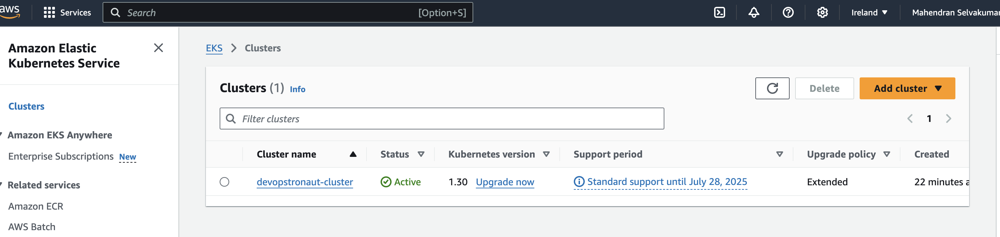 aws
Services
Search
[Option+S]
Ireland
Mahendran Selvakumar
Amazon Elastic
Kubernetes Service
Clusters
Amazon EKS Anywhere
Enterprise Subscriptions New
Related services
Amazon ECR
AWS Batch
EKS
Clusters
Clusters (1) Info
Delete
Add cluster
Filter clusters
1
Cluster name
Status
Kubernetes version
Support period
Upgrade policy
Created
devopstronaut-cluster
Active
1.30 Upgrade now
Standard support until July 28, 2025
Extended
22 minutes a